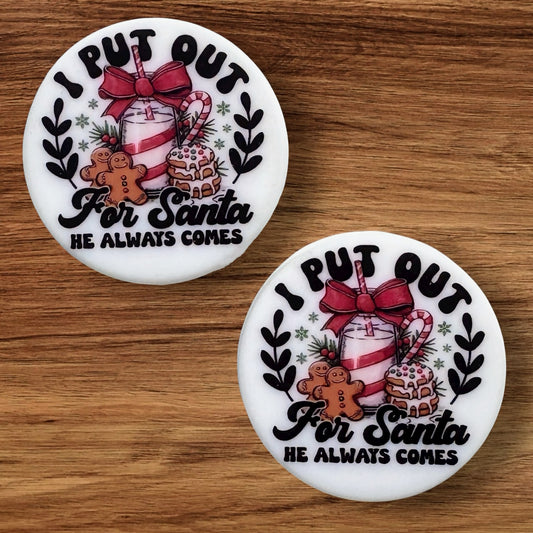 I PUT OUT
For Santa
HE ALWAYS COMES
I PUT OUT
For Santa
HE ALWAYS COMES